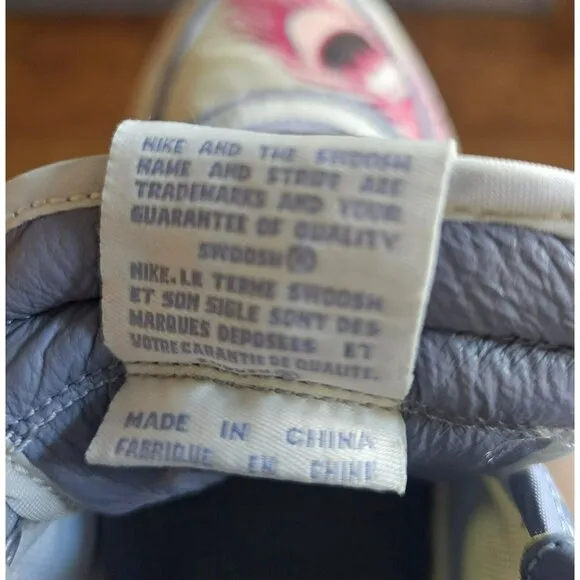 NIKE AND THE SWOOSH
NAME AND STRIPE ARE
TRADEMARKS AND YOUR
GUARANTEE OF QUALITY
SWOOSH®
NIKE. LE TERME SWOOSH
ET SON SIGLE SONT DES
MARQUES DEPOSEES ET
VOTRE GARANTIE DE QUALITE.
MADE IN CHINA
FABRIQUE EN CHINE